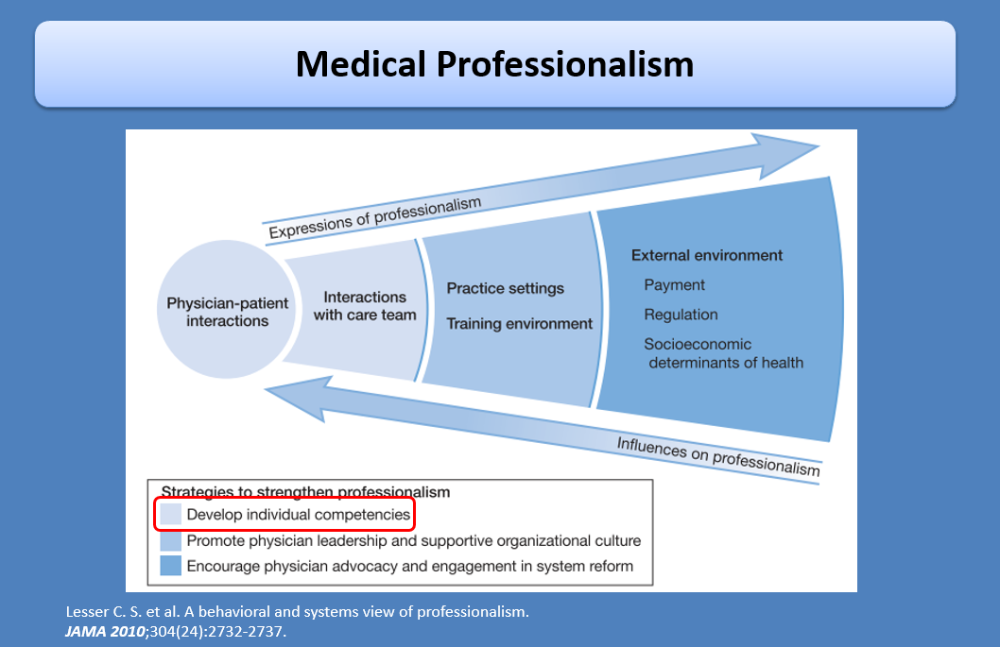 Medical Professionalism
Expressions of professionalism
Physician-patient
interactions
Interactions
with care team
Practice settings
Training environment
External environment
Payment
Regulation
Socioeconomic
determinants of health
Influences on professionalism
Strategies to strengthen professionalism
Develop individual competencies
Promote physician leadership and supportive organizational culture
Encourage physician advocacy and engagement in system reform
Lesser C. S. et al. A behavioral and systems view of professionalism.
JAMA 2010;304(24):2732-2737.